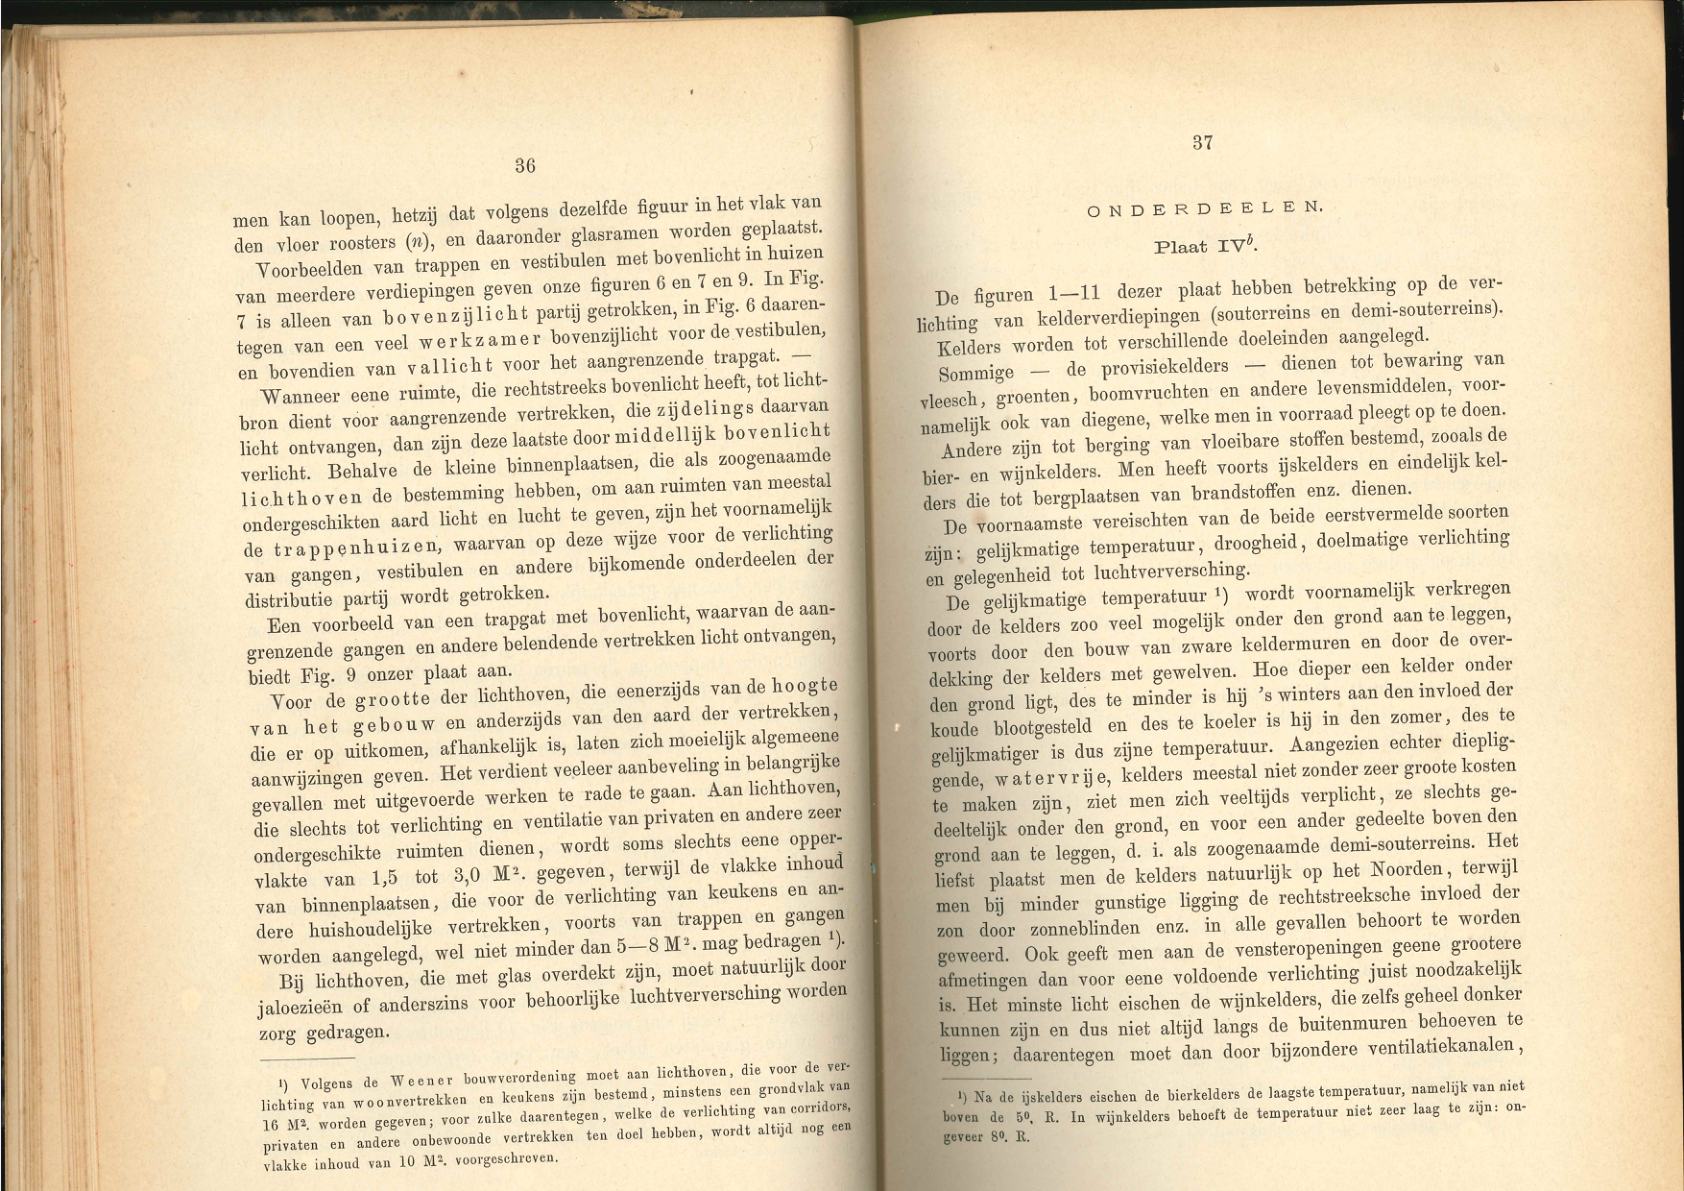 36
men kan loopen, hetzij dat volgens dezelfde figuur in het vlak van
den vloer roosters (n), en daaronder glasramen worden geplaatst.
Voorbeelden van trappen en vestibulen met bovenlicht in huizen
van meerdere verdiepingen geven onze figuren 6 en 7 en 9. In Fig.
7 is alleen van bovenzijlicht partij getrokken, in Fig. 6 daaren-
tegen van een veel werkzamer bovenzijlicht voor de vestibulen,
en bovendien van vallicht voor het aangrenzende trapgat. —
Wanneer eene ruimte, die rechtstreeks bovenlicht heeft, tot licht-
bron dient voor aangrenzende vertrekken, die zijdelings daarvan
licht ontvangen, dan zijn deze laatste door middellijk bovenlicht
verlicht. Behalve de kleine binnenplaatsen, die als zoogenaamde
lichthoven de bestemming hebben, om aan ruimten van meestal
ondergeschikten aard licht en lucht te geven, zijn het voornamelijk
de trappenhuizen, waarvan op deze wijze voor de verlichting
van gangen, vestibulen en andere bijkomende onderdeelen der
distributie partij wordt getrokken.
Een voorbeeld van een trapgat met bovenlicht, waarvan de aan-
grenzende gangen en andere belendende vertrekken licht ontvangen,
biedt Fig. 9 onzer plaat aan.
Voor de grootte der lichthoven, die eenerzijds van de hoogte
van het gebouw en anderzijds van den aard der vertrekken,
die er op uitkomen, afhankelijk is, laten zich moeielijk algemeene
aanwijzingen geven. Het verdient veeleer aanbeveling in belangrijke
gevallen met uitgevoerde werken te rade te gaan. Aan lichthoven,
die slechts tot verlichting en ventilatie van privaten en andere zeer
ondergeschikte ruimten dienen, wordt soms slechts eene opper-
vlakte van 1,5 tot 3,0 M². gegeven, terwijl de vlakke inhoud
van binnenplaatsen, die voor de verlichting van keukens en an-
dere huishoudelijke vertrekken, voorts van trappen en gangen
worden aangelegd, wel niet minder dan 5—8 M². mag bedragen ¹).
Bij lichthoven, die met glas overdekt zijn, moet natuurlijk door
jaloezieën of anderszins voor behoorlijke luchtverversching worden
zorg gedragen.
¹) Volgens de Weener bouwverordening moet aan lichthoven, die voor de ver-
lichting van woonvertrekken en keukens zijn bestemd, minstens een grondvlak van
16 M². worden gegeven; voor zulke daarentegen, welke de verlichting van corridors,
privaten en andere onbewoonde vertrekken ten doel hebben, wordt altijd nog een
vlakke inhoud van 10 M². voorgeschreven.
37
ONDERDEELEN.
Plaat IVᵇ.
De figuren 1—11 dezer plaat hebben betrekking op de ver-
lichting van kelderverdiepingen (souterreins en demi-souterreins).
Kelders worden tot verschillende doeleinden aangelegd.
Sommige — de provisiekelders — dienen tot bewaring van
vleesch, groenten, boomvruchten en andere levensmiddelen, voor-
namelijk ook van diegene, welke men in voorraad pleegt op te doen.
Andere zijn tot berging van vloeibare stoffen bestemd, zooals de
bier- en wijnkelders. Men heeft voorts ijskelders en eindelijk kel-
ders die tot bergplaatsen van brandstoffen enz. dienen.
De voornaamste vereischten van de beide eerstvermelde soorten
zijn: gelijkmatige temperatuur, droogheid, doelmatige verlichting
en gelegenheid tot luchtverversching.
De gelijkmatige temperatuur ¹) wordt voornamelijk verkregen
door de kelders zoo veel mogelijk onder den grond aan te leggen,
voorts door den bouw van zware keldermuren en door de over-
dekking der kelders met gewelven. Hoe dieper een kelder onder
den grond ligt, des te minder is hij 's winters aan den invloed der
koude blootgesteld en des te koeler is hij in den zomer, des te
gelijkmatiger is dus zijne temperatuur. Aangezien echter dieplig-
gende, watervrije, kelders meestal niet zonder zeer groote kosten
te maken zijn, ziet men zich veeltijds verplicht, ze slechts ge-
deeltelijk onder den grond, en voor een ander gedeelte boven den
grond aan te leggen, d. i. als zoogenaamde demi-souterreins. Het
liefst plaatst men de kelders natuurlijk op het Noorden, terwijl
men bij minder gunstige ligging de rechtstreeksche invloed der
zon door zonneblinden enz. in alle gevallen behoort te worden
geweerd. Ook geeft men aan de vensteropeningen geene grootere
afmetingen dan voor eene voldoende verlichting juist noodzakelijk
is. Het minste licht eischen de wijnkelders, die zelfs geheel donker
kunnen zijn en dus niet altijd langs de buitenmuren behoeven te
liggen; daarentegen moet dan door bijzondere ventilatiekanalen,
¹) Na de ijskelders eischen de bierkelders de laagste temperatuur, namelijk van niet
boven de 5⁰. R. In wijnkelders behoeft de temperatuur niet zeer laag te zijn: on-
geveer 8⁰. R.